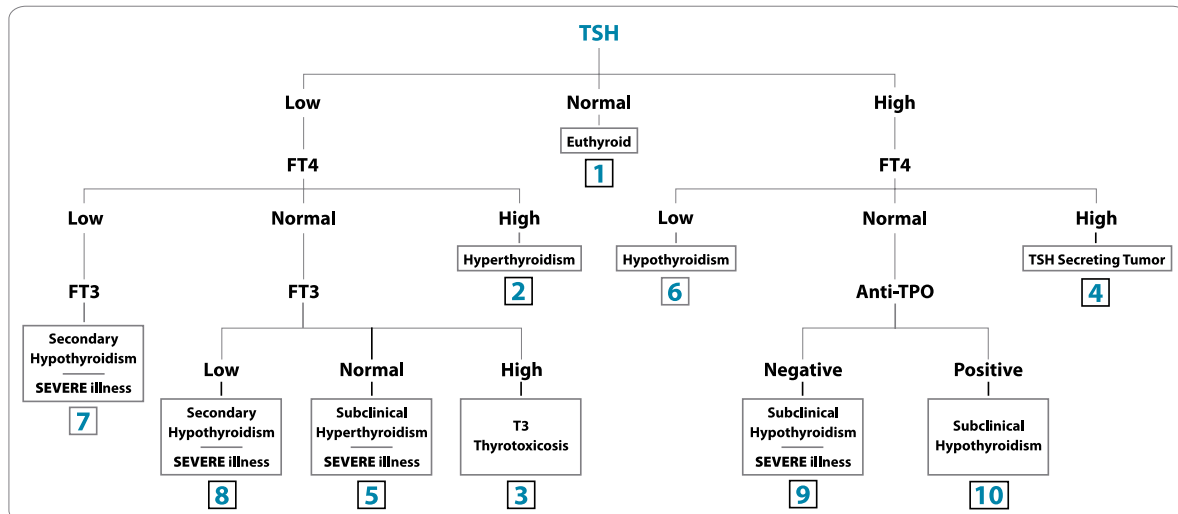 TSH
Low Normal High
Euthyroid
1
FT4 FT4
Low Normal High Low Normal High
Hyperthyroidism Hypothyroidism TSH Secreting Tumor
2 6 4
FT3 FT3 Anti-TPO
Secondary
Hypothyroidism
SEVERE illness
7
Low Normal High Negative Positive
Secondary
Hypothyroidism
SEVERE illness
8
Subclinical
Hyperthyroidism
SEVERE illness
5
T3
Thyrotoxicosis
3
Subclinical
Hypothyroidism
SEVERE illness
9
Subclinical
Hypothyroidism
10